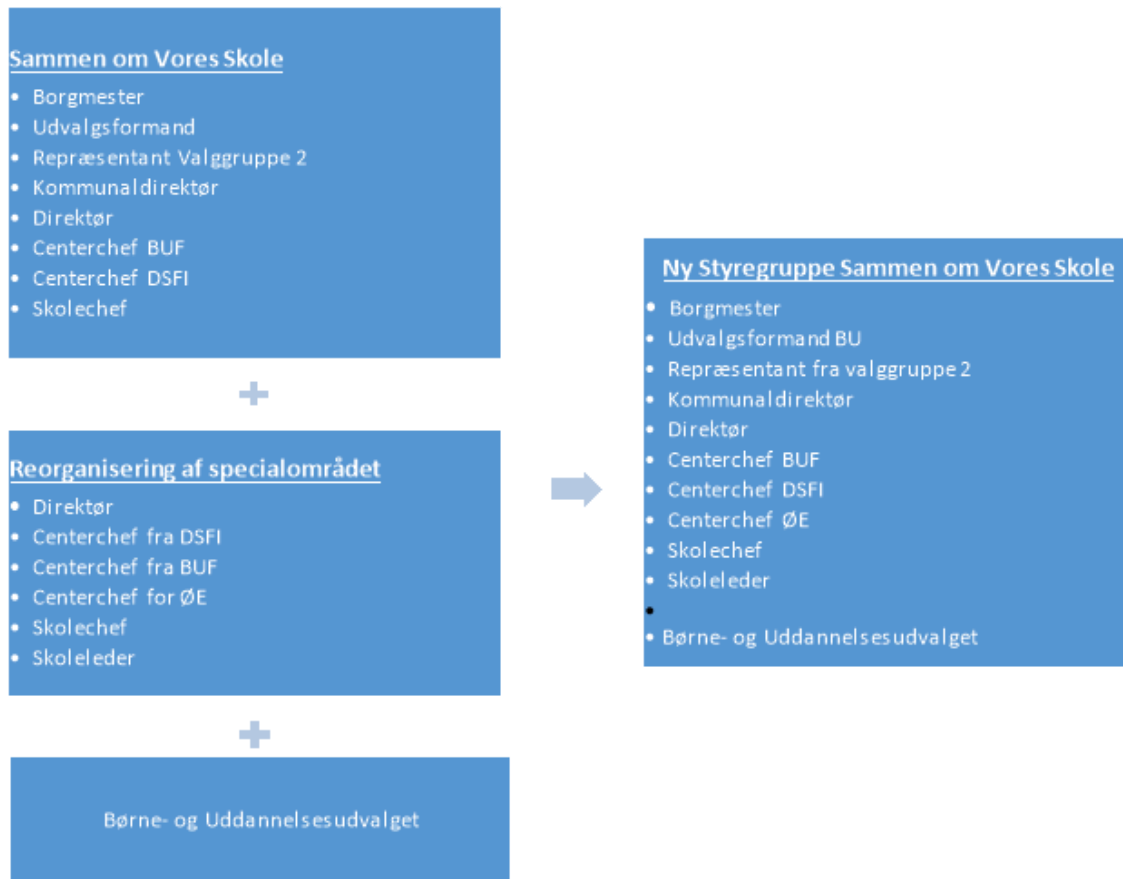 Sammen om Vores Skole
• Borgmester
• Udvalgsformand
• Repræsentant Valggruppe 2
• Kommunaldirektør
• Direktør
• Centerchef BUF
• Centerchef DSFI
• Skolechef
Reorganisering af specialområdet
• Direktør
• Centerchef fra DSFI
• Centerchef fra BUF
• Centerchef for ØE
• Skolechef
• Skoleleder
Børne- og Uddannelsesudvalget
Ny Styregruppe Sammen om Vores Skole
• Borgmester
• Udvalgsformand BU
• Repræsentant fra valggruppe 2
• Kommunaldirektør
• Direktør
• Centerchef BUF
• Centerchef DSFI
• Centerchef ØE
• Skolechef
• Skoleleder
•
• Børne- og Uddannelsesudvalget